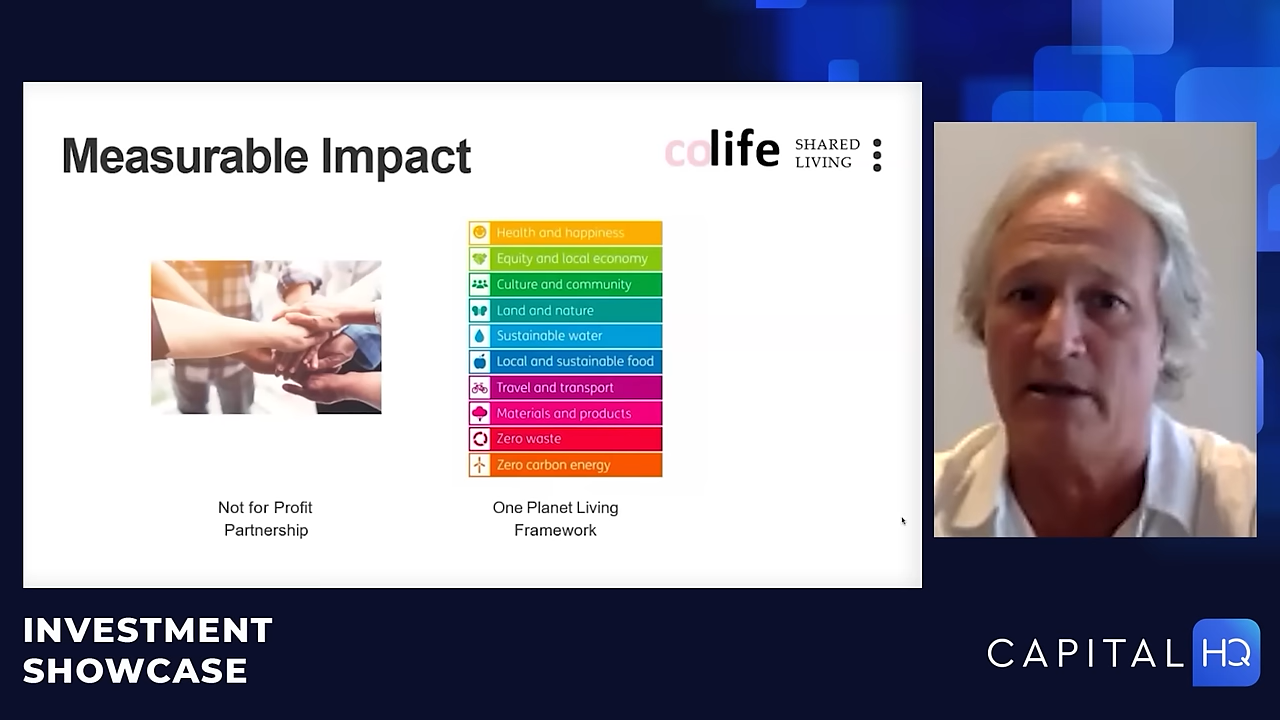 Measurable Impact
colife
SHARED
LIVING
Health and happiness
Equity and local economy
Culture and community
Land and nature
Sustainable water
Local and sustainable food
Travel and transport
Materials and products
Zero waste
Zero carbon energy
Not for Profit
Partnership
One Planet Living
Framework
INVESTMENT
SHOWCASE
CAPITAL HQ